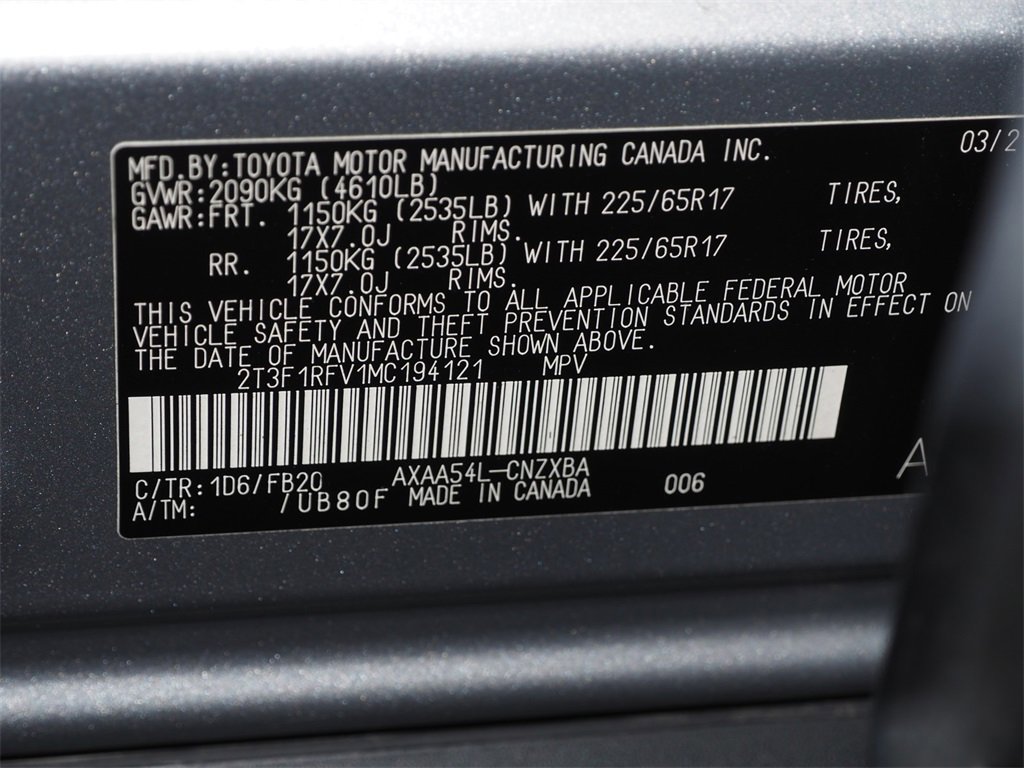 MFD.BY:TOYOTA MOTOR MANUFACTURING CANADA INC. 03/2
GVWR:2090KG (4610LB)
GAWR:FRT. 1150KG (2535LB) WITH 225/65R17 TIRES,
17X7.0J RIMS.
RR. 1150KG (2535LB) WITH 225/65R17 TIRES,
17X7.0J RIMS.
THIS VEHICLE CONFORMS TO ALL APPLICABLE FEDERAL MOTOR
VEHICLE SAFETY AND THEFT PREVENTION STANDARDS IN EFFECT ON
THE DATE OF MANUFACTURE SHOWN ABOVE.
2T3F1RFV1MC194121 MPV
C/TR:1D6/FB20 AXAA54L-CNZXBA 006 A
A/TM: /UB80F MADE IN CANADA